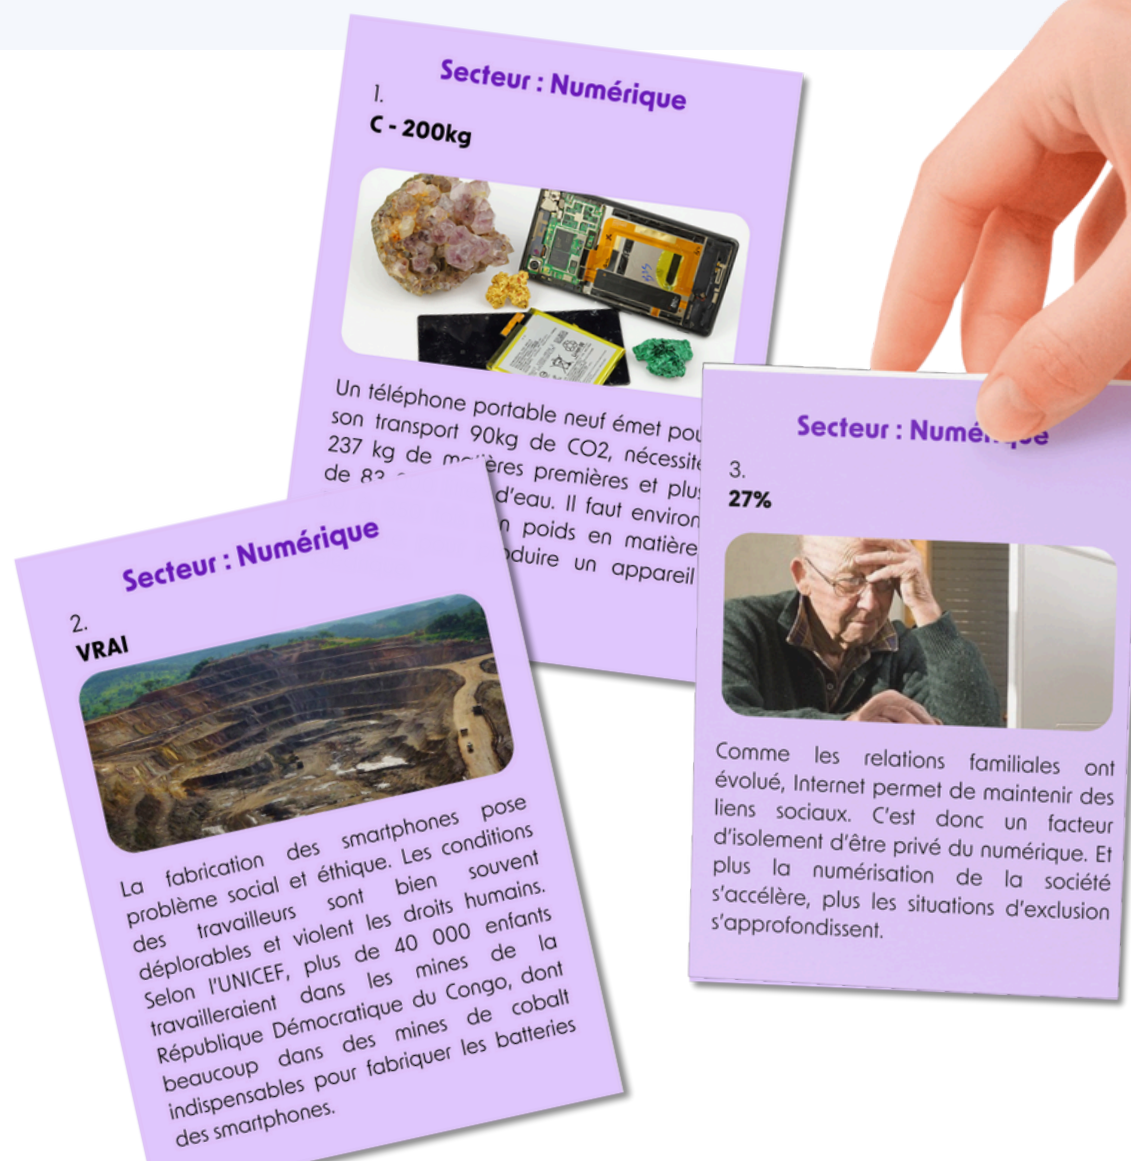 Secteur : Numérique
1.
C - 200kg
Un téléphone portable neuf émet
son transport 90kg de CO2, nécessite
237 kg de matières premières et plus
de d'eau. Il faut environ
poids en matière
un appareil
Secteur : Numérique
2.
VRAI
La fabrication des smartphones pose
problème social et éthique. Les conditions
des travailleurs sont bien souvent
déplorables et violent les droits humains.
Selon l'UNICEF, plus de 40 000 enfants
travailleraient dans les mines de la
République Démocratique du Congo, dont
beaucoup dans des mines de cobalt
indispensables pour fabriquer les batteries
des smartphones.
Secteur : Numérique
3.
27%
Comme les relations familiales ont
évolué, Internet permet de maintenir des
liens sociaux. C'est donc un facteur
d'isolement d'être privé du numérique. Et
plus la numérisation de la société
s'accélère, plus les situations d'exclusion
s'approfondissent.